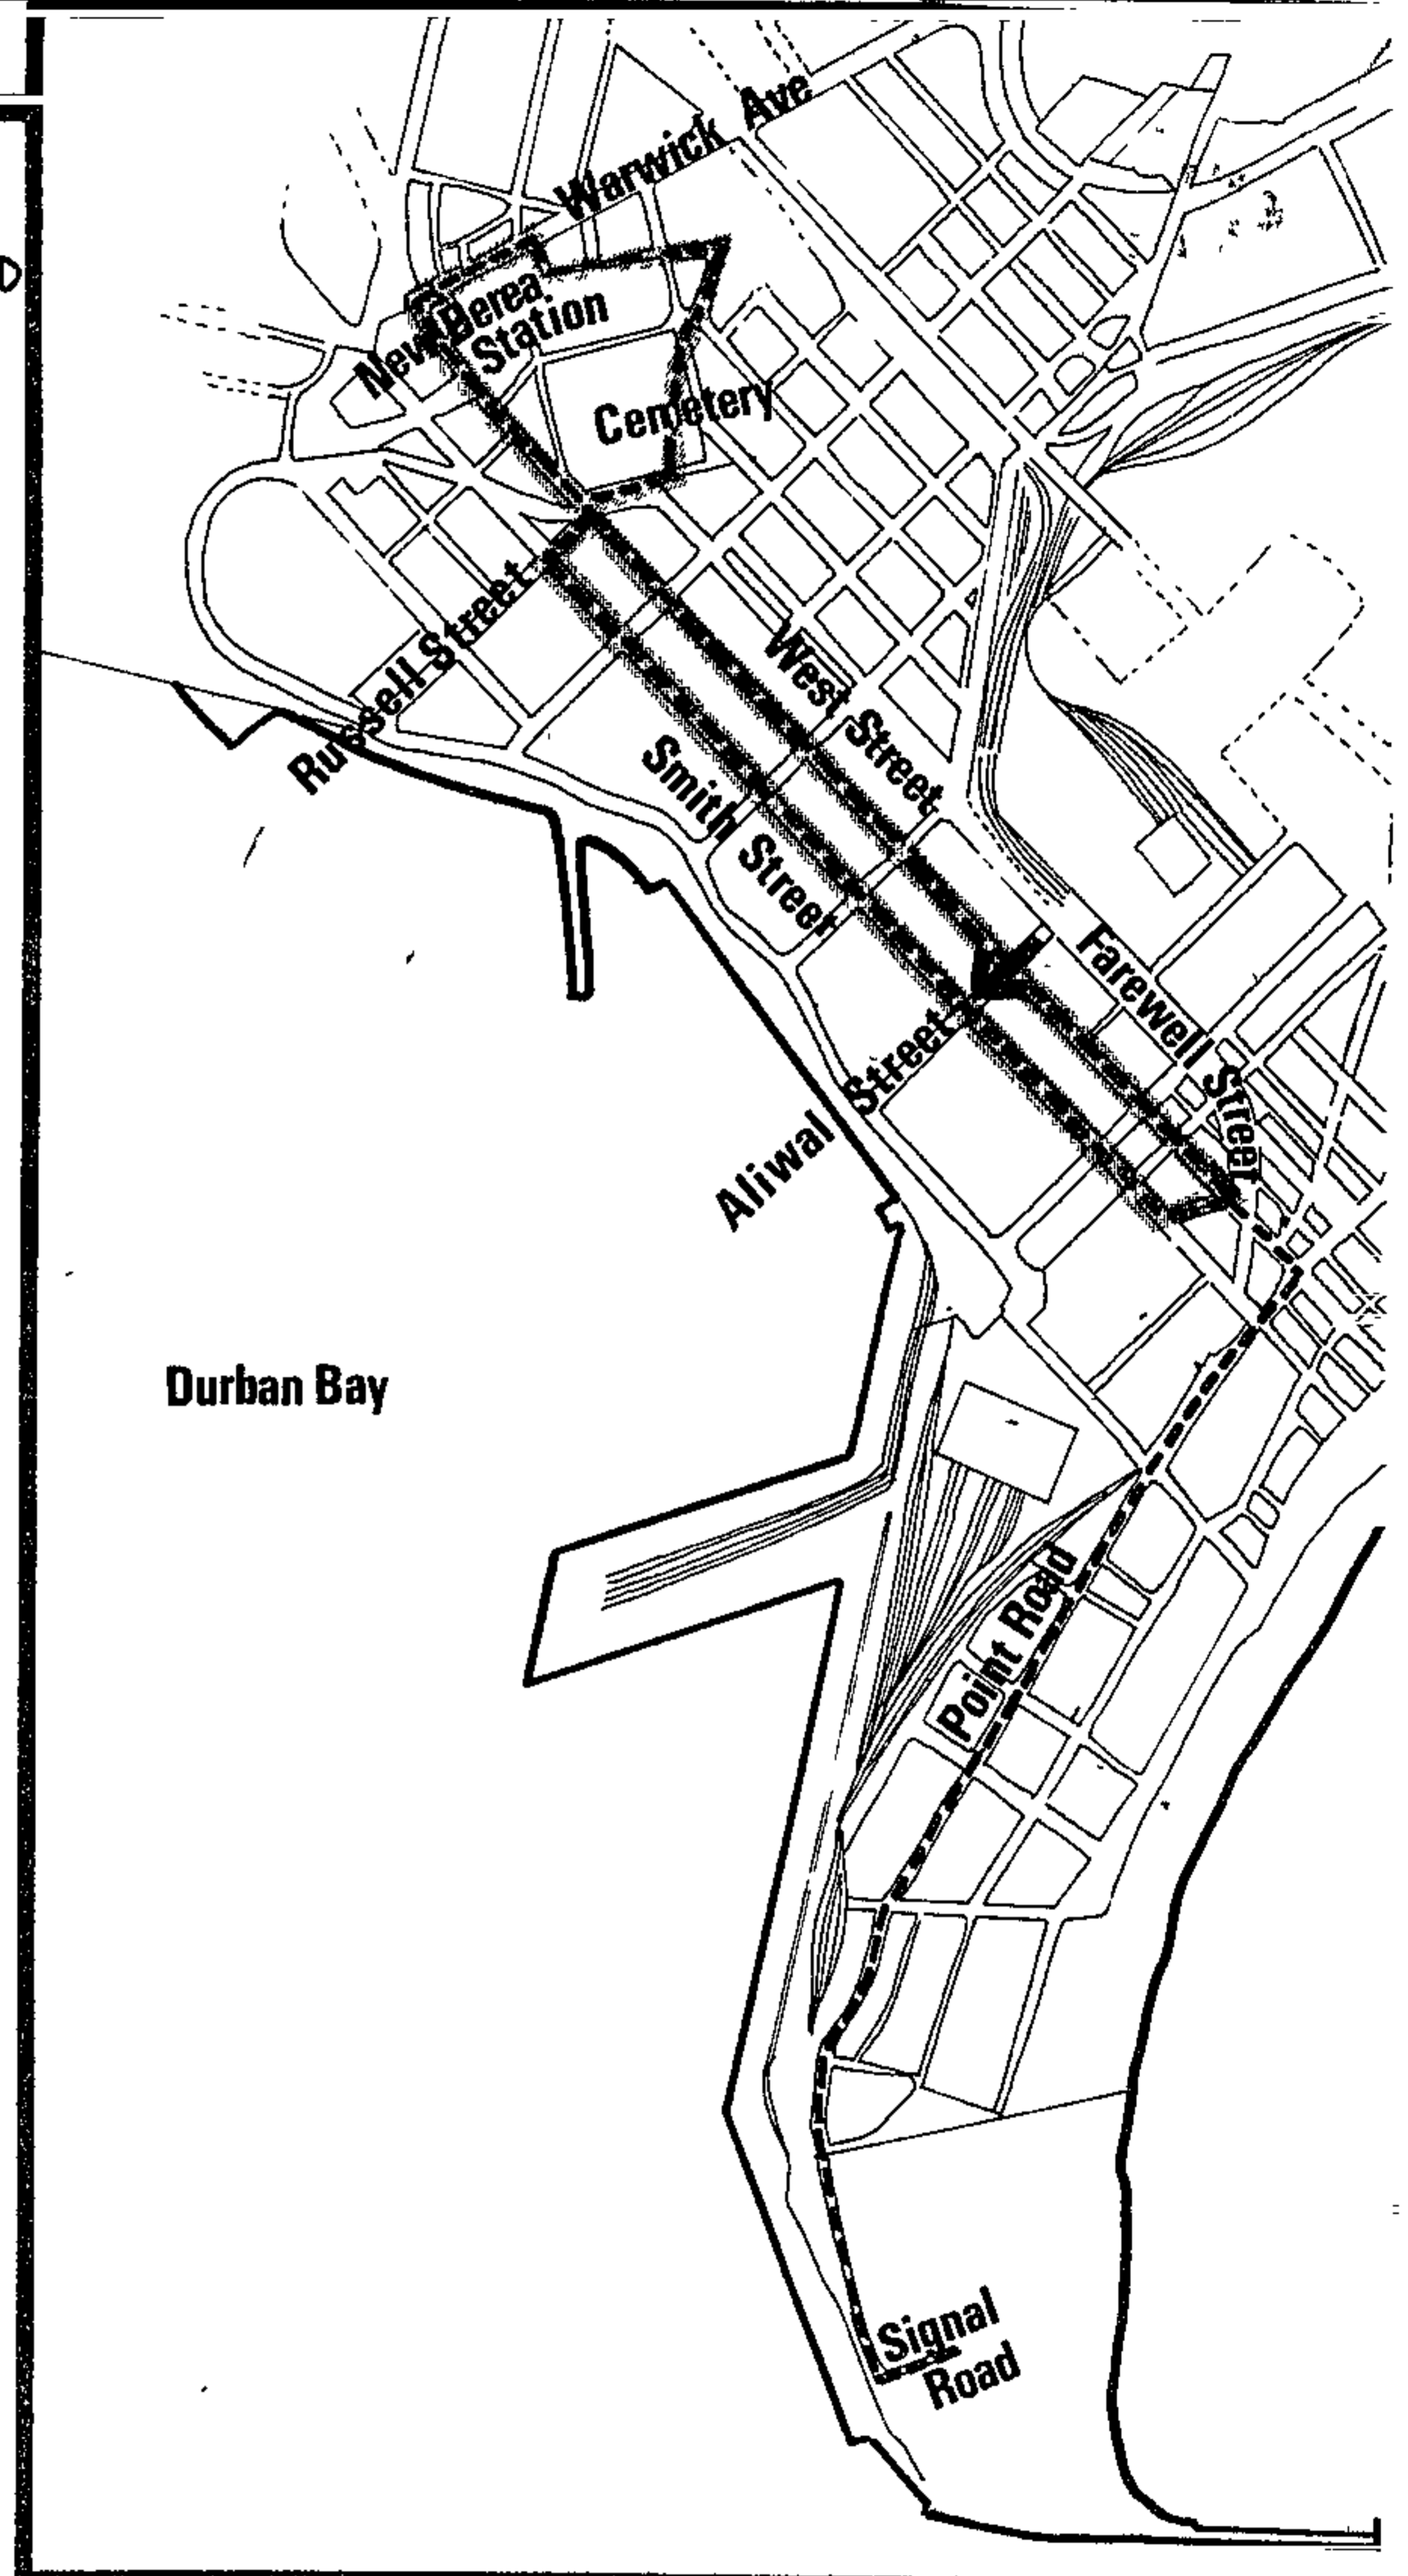 Warwick Ave
New Berea
Station
Cemetery
Russell Street
West Street
Smith Street
Farewell Street
Aliwal Street
Durban Bay
Point Road
Signal
Road